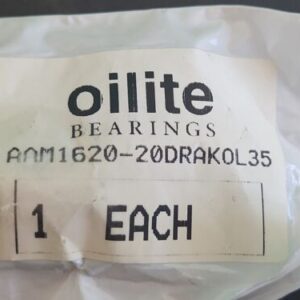 oilite
BEARINGS
AAM1620-20DRAKOL35
1 EACH